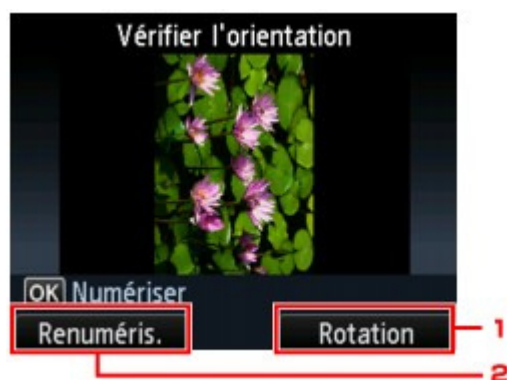 Vérifier l'orientation
OK Numériser
Renuméris. Rotation
1
2